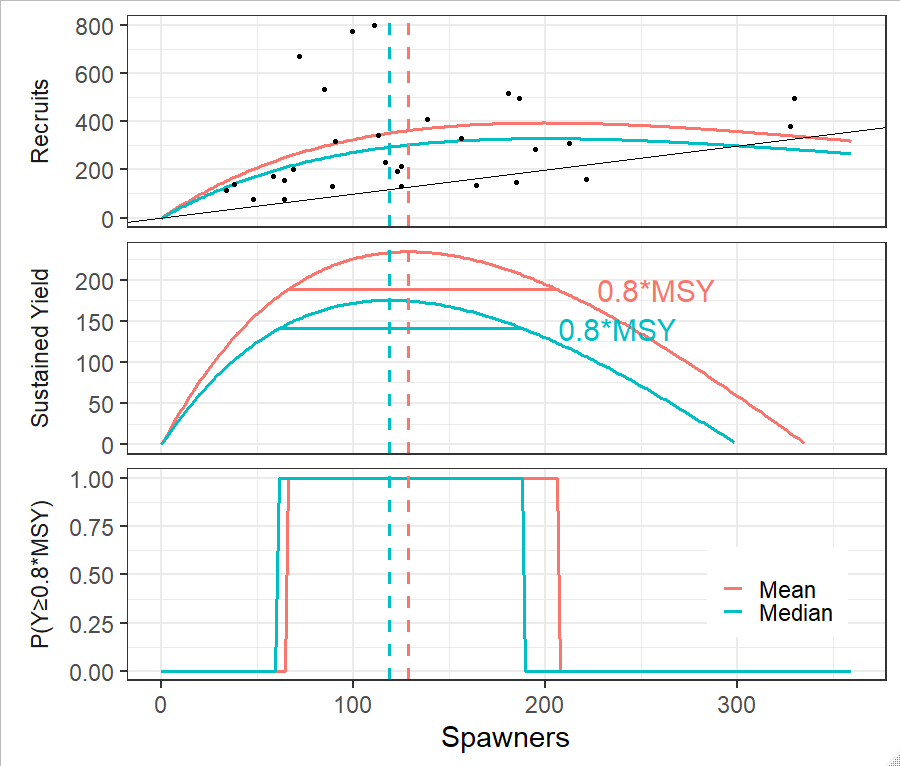 Recruits
800
600
400
200
0
Sustained Yield
200
150
100
50
0
0.8*MSY
0.8*MSY
P(Y≥0.8*MSY)
1.00
0.75
0.50
0.25
0.00
Mean
Median
0 100 200 300
Spawners